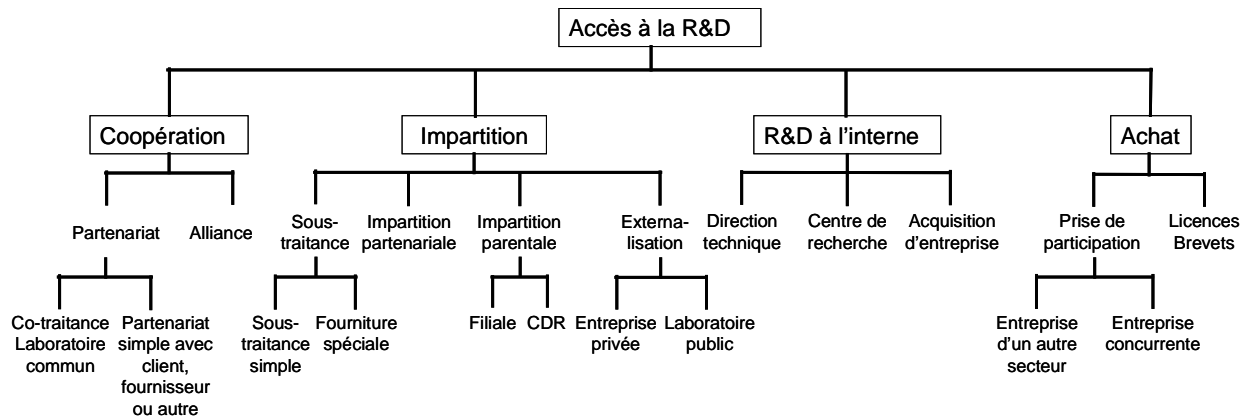 Accès à la R&D
Coopération
Impartition
R&D à l'interne
Achat
Partenariat
Alliance
Sous-
traitance
Impartition
partenariale
Impartition
parentale
Externa-
lisation
Direction
technique
Centre de
recherche
Acquisition
d'entreprise
Prise de
participation
Licences
Brevets
Co-traitance
Laboratoire
commun
Partenariat
simple avec
client,
fournisseur
ou autre
Sous-
traitance
simple
Fourniture
spéciale
Filiale
CDR
Entreprise
privée
Laboratoire
public
Entreprise
d'un autre
secteur
Entreprise
concurrente